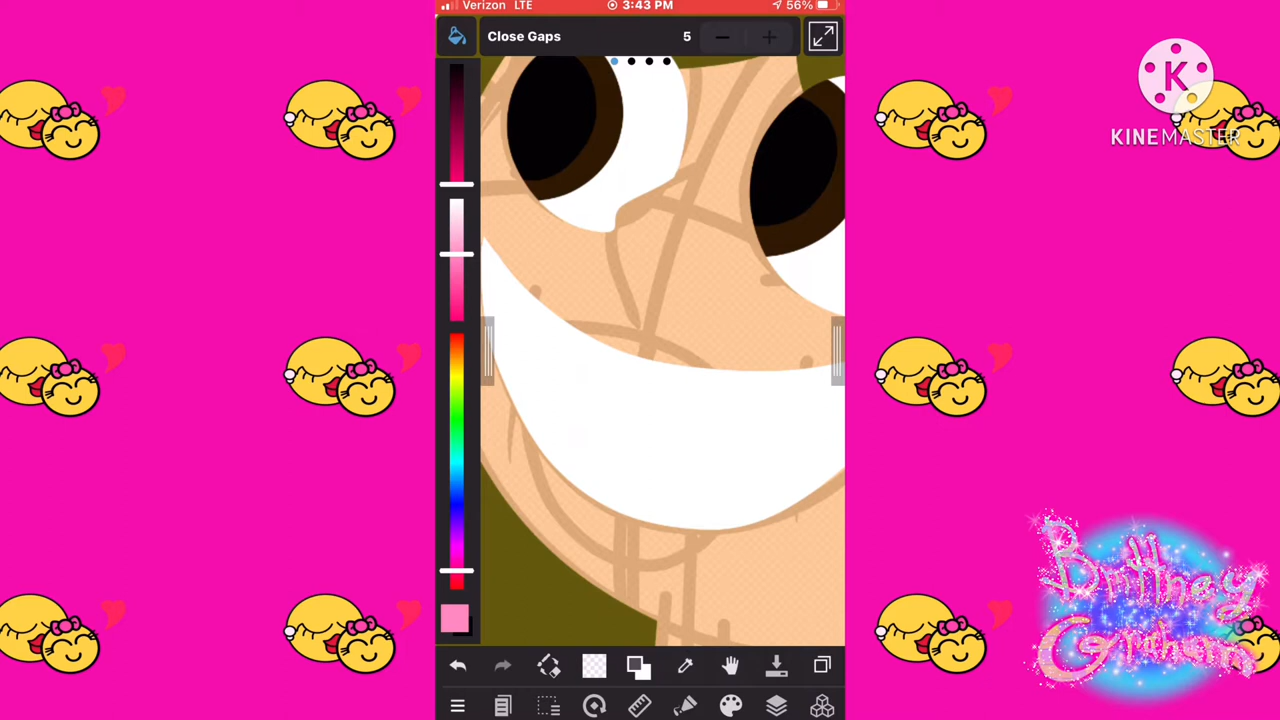 Verizon LTE 3:43 PM 56%
Close Gaps 5
K
KINEMASTER
Brittney
Graham